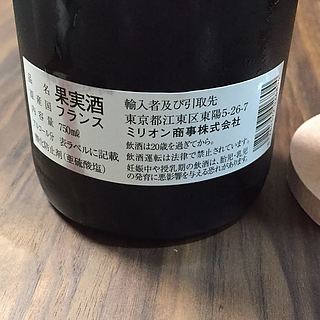 品名 果実酒
原産国 フランス
内容量 750ml
アルコール分 表ラベルに記載
酸化防止剤(亜硫酸塩)
輸入者及び引取先
東京都江東区東陽5-26-7
ミリオン商事株式会社
飲酒は20歳を過ぎてから。
飲酒運転は法律で禁止されています。
妊娠中や授乳期の飲酒は、胎児・乳児
の発育に悪影響を与える恐れがあります。